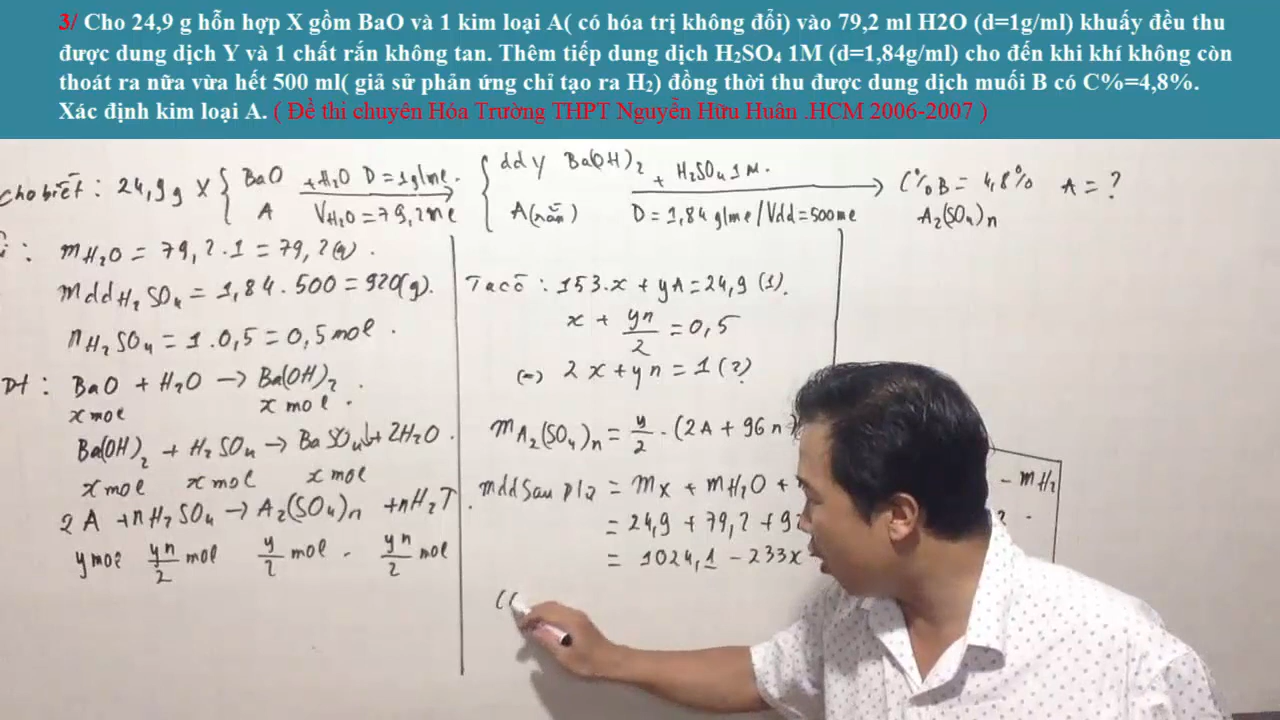 3/ Cho 24,9 g hỗn hợp X gồm BaO và 1 kim loại A( có hóa trị không đổi) vào 79,2 ml H2O (d=1g/ml) khuấy đều thu
được dung dịch Y và 1 chất rắn không tan. Thêm tiếp dung dịch H₂SO₄ 1M (d=1,84g/ml) cho đến khi khí không còn
thoát ra nữa vừa hết 500 ml( giả sử phản ứng chỉ tạo ra H₂) đồng thời thu được dung dịch muối B có C%=4,8%.
Xác định kim loại A. ( Đề thi chuyên Hóa Trường THPT Nguyễn Hữu Huân .HCM 2006-2007 )
Cho biết : 24,9g X { BaO +H₂O D=1g/ml. { ddY Ba(OH)₂ + H₂SO₄ 1M. C%B = 4,8% A = ?
A VH₂O=79,2ml A(rắn) D=1,84g/ml/Vdd=500ml A₂(SO₄)n
mH₂O = 79,2.1 = 79,2(g).
mddH₂SO₄ = 1,84.500 = 920(g).
nH₂SO₄ = 1.0,5 = 0,5 mol.
BaO + H₂O → Ba(OH)₂.
x mol x mol.
Ba(OH)₂ + H₂SO₄ → BaSO₄↓ + 2H₂O.
x mol x mol x mol
2A + nH₂SO₄ → A₂(SO₄)n + nH₂↑.
y mol yn/2 mol y/2 mol. yn/2 mol
Ta có : 153.x + yA = 24,9 (1).
x + yn/2 = 0,5
(=) 2x + yn = 1 (2)
mA₂(SO₄)n = y/2 . (2A + 96n)
mdd sau p/ư = mX + mH₂O + - mH₂
= 24,9 + 79,2 + 9
= 1024,1 - 233x